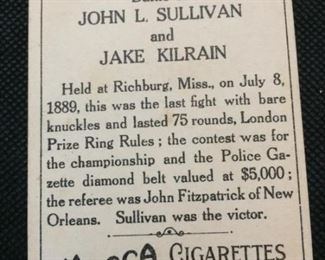 JOHN L. SULLIVAN
and
JAKE KILRAIN
Held at Richburg, Miss., on July 8,
1889, this was the last fight with bare
knuckles and lasted 75 rounds, London
Prize Ring Rules; the contest was for
the championship and the Police Ga-
zette diamond belt valued at $5,000;
the referee was John Fitzpatrick of New
Orleans. Sullivan was the victor.
CIGARETTES